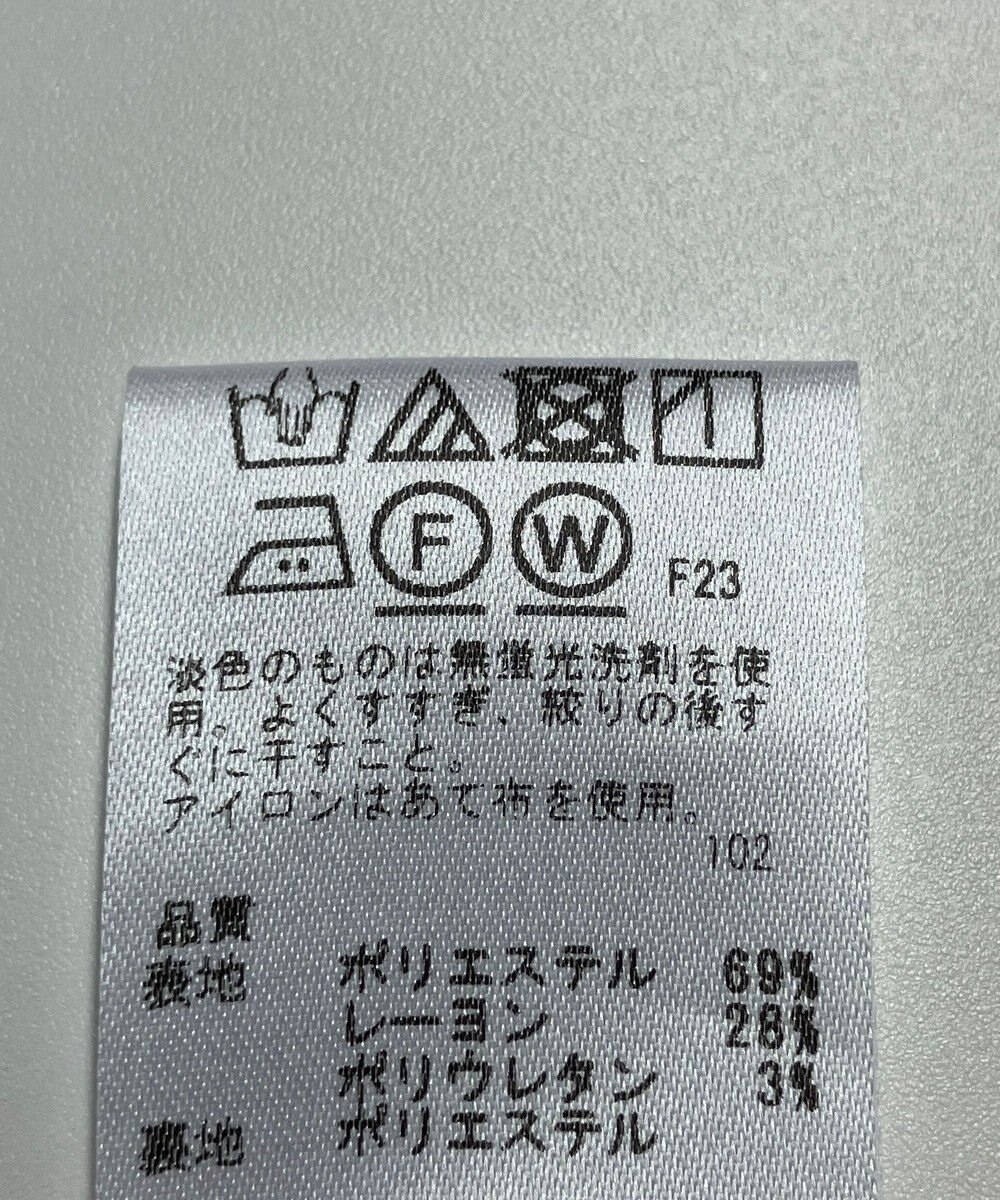 F
W
F23
淡色のものは無蛍光洗剤を使
用。よくすすぎ、絞りの後す
ぐに干すこと。
アイロンはあて布を使用。
102
品質
表地 ポリエステル 69%
レーヨン 28%
ポリウレタン 3%
裏地 ポリエステル